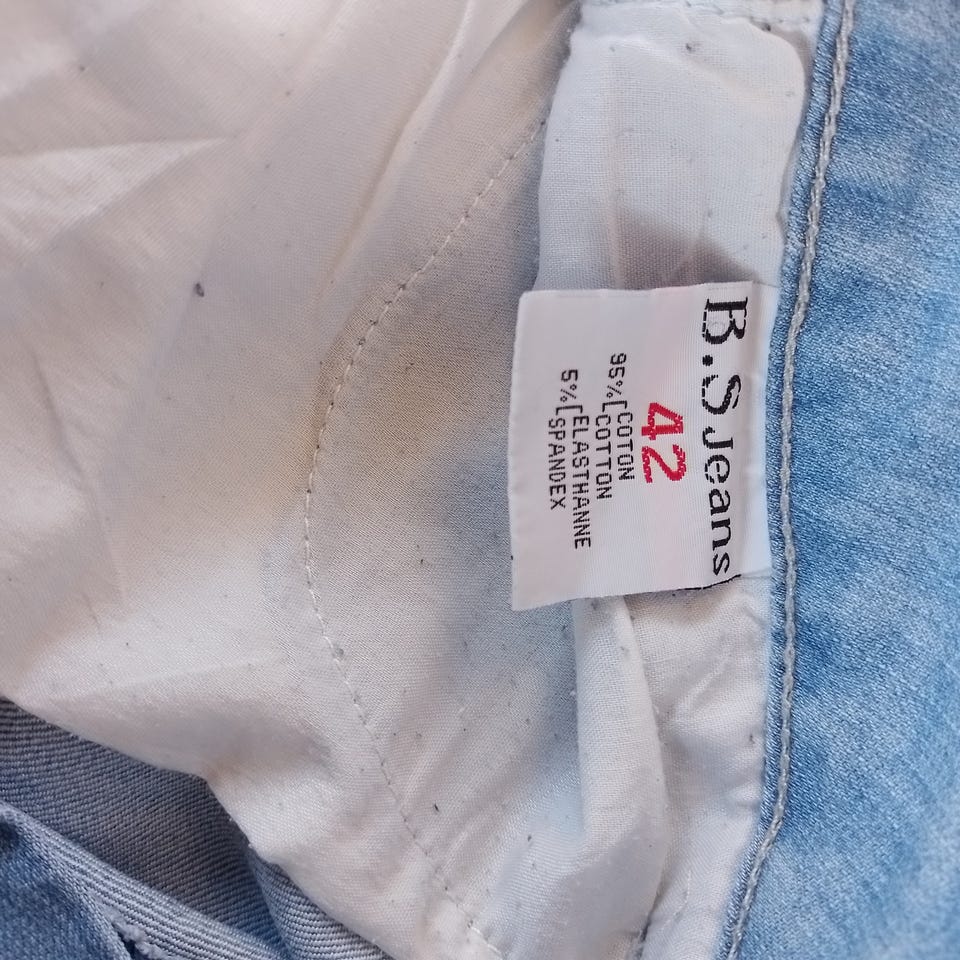 B.S Jeans
42
95%[COTON
COTTON
5%[ELASTHANNE
SPANDEX